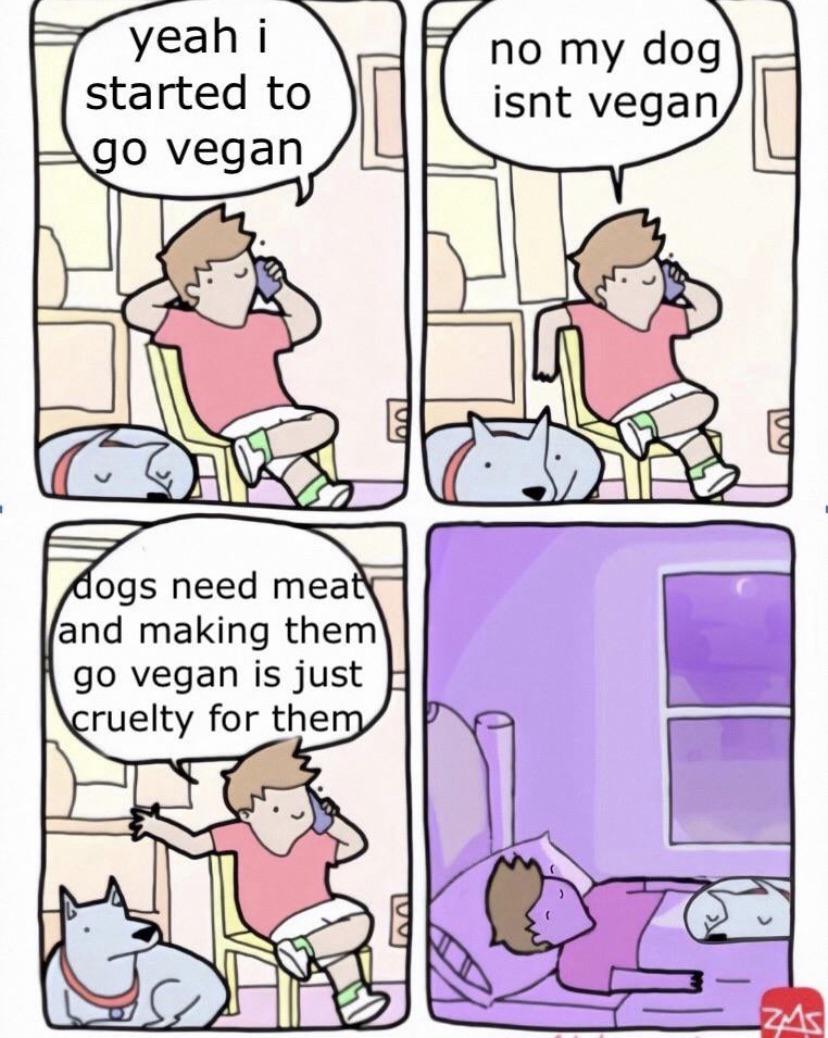 yeah i
started to
go vegan
no my dog
isnt vegan
dogs need meat
and making them
go vegan is just
cruelty for them
ZMS